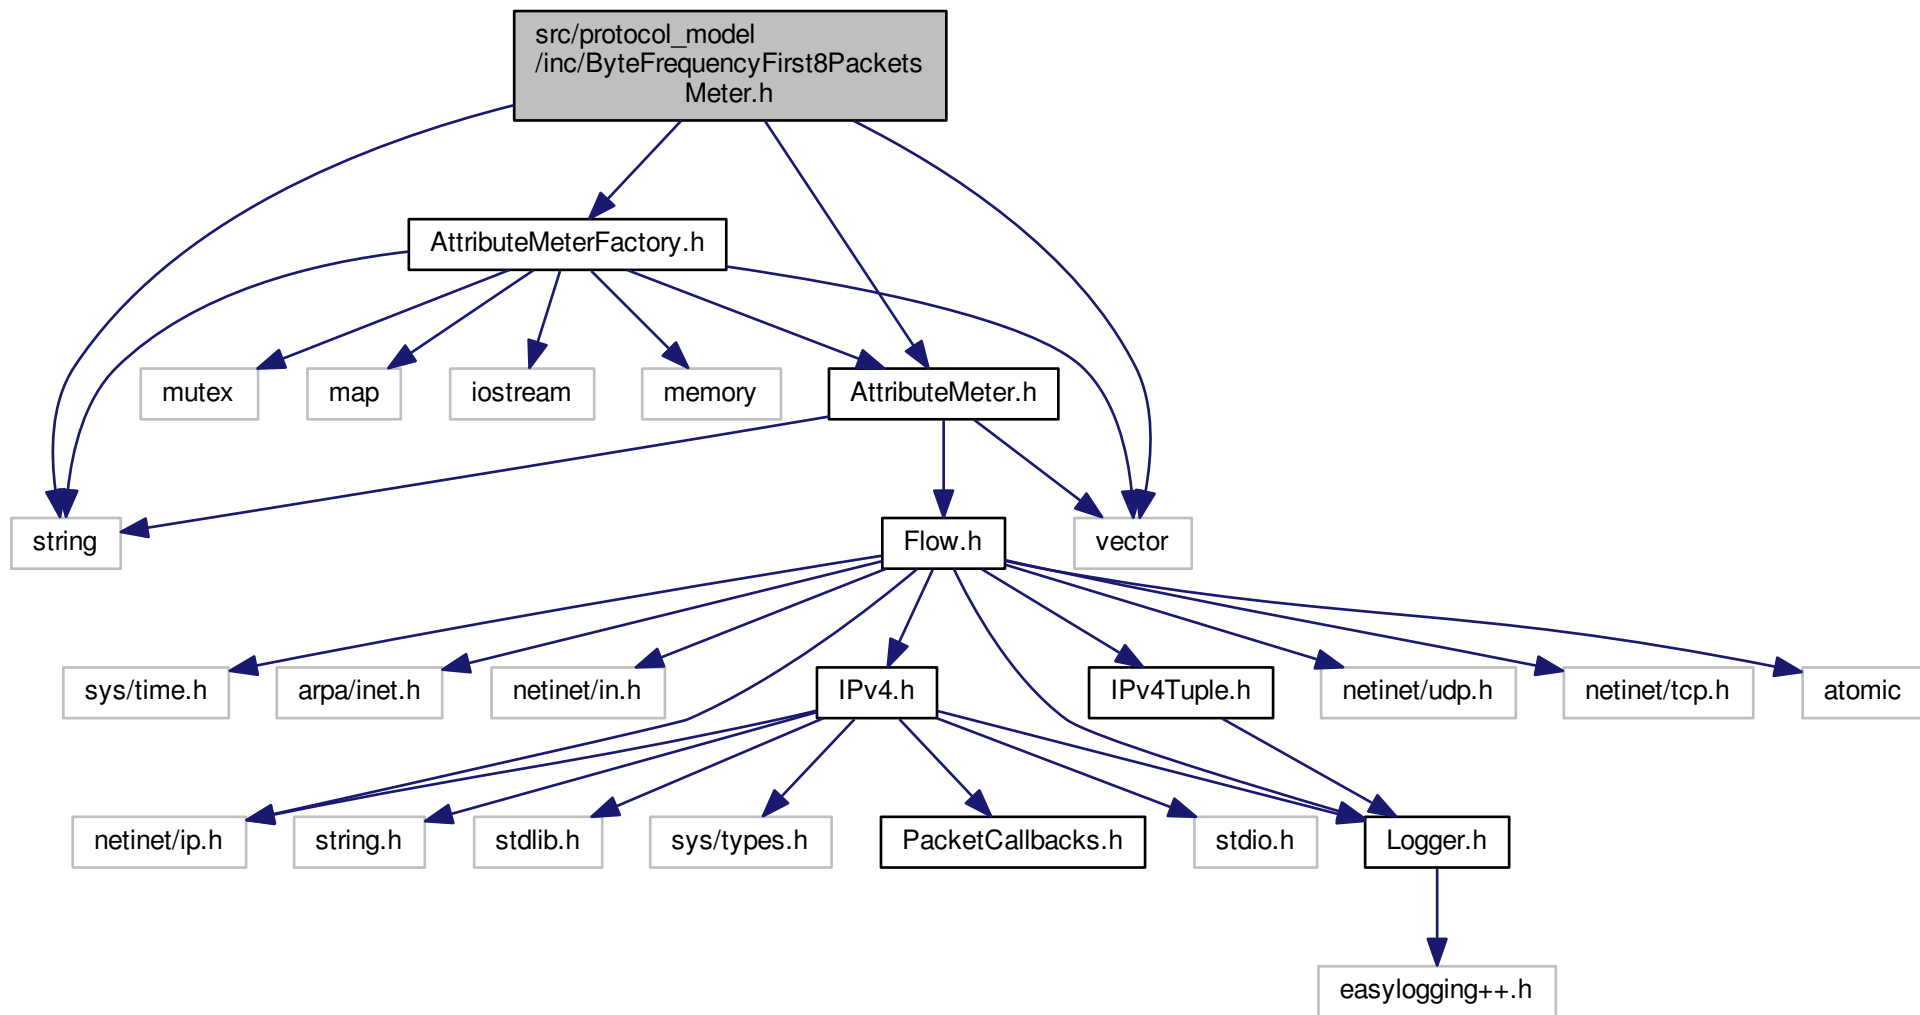 src/protocol_model
/inc/ByteFrequencyFirst8Packets
Meter.h
AttributeMeterFactory.h
mutex
map
iostream
memory
AttributeMeter.h
string
Flow.h
vector
sys/time.h
arpa/inet.h
netinet/in.h
IPv4.h
IPv4Tuple.h
netinet/udp.h
netinet/tcp.h
atomic
netinet/ip.h
string.h
stdlib.h
sys/types.h
PacketCallbacks.h
stdio.h
Logger.h
easylogging++.h